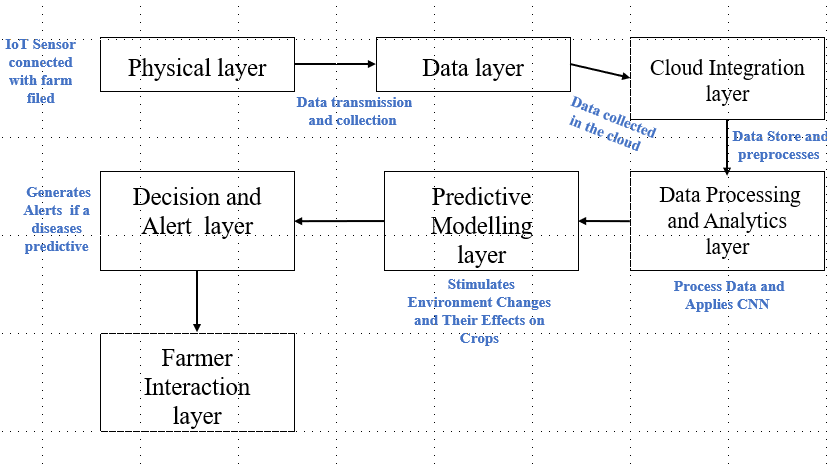 IoT Sensor
connected
with farm
filed
Physical layer
Data transmission
and collection
Data layer
Data collected
in the cloud
Cloud Integration
layer
Data Store and
preprocesses
Data Processing
and Analytics
layer
Process Data and
Applies CNN
Predictive
Modelling
layer
Stimulates
Environment Changes
and Their Effects on
Crops
Decision and
Alert layer
Generates
Alerts if a
diseases
predictive
Farmer
Interaction
layer